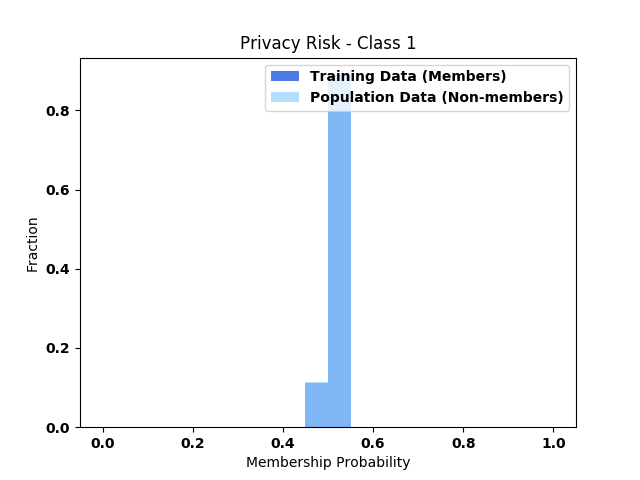 Privacy Risk - Class 1
Training Data (Members)
Population Data (Non-members)
0.8
0.6
0.4
0.2
0.0
Fraction
0.0 0.2 0.4 0.6 0.8 1.0
Membership Probability